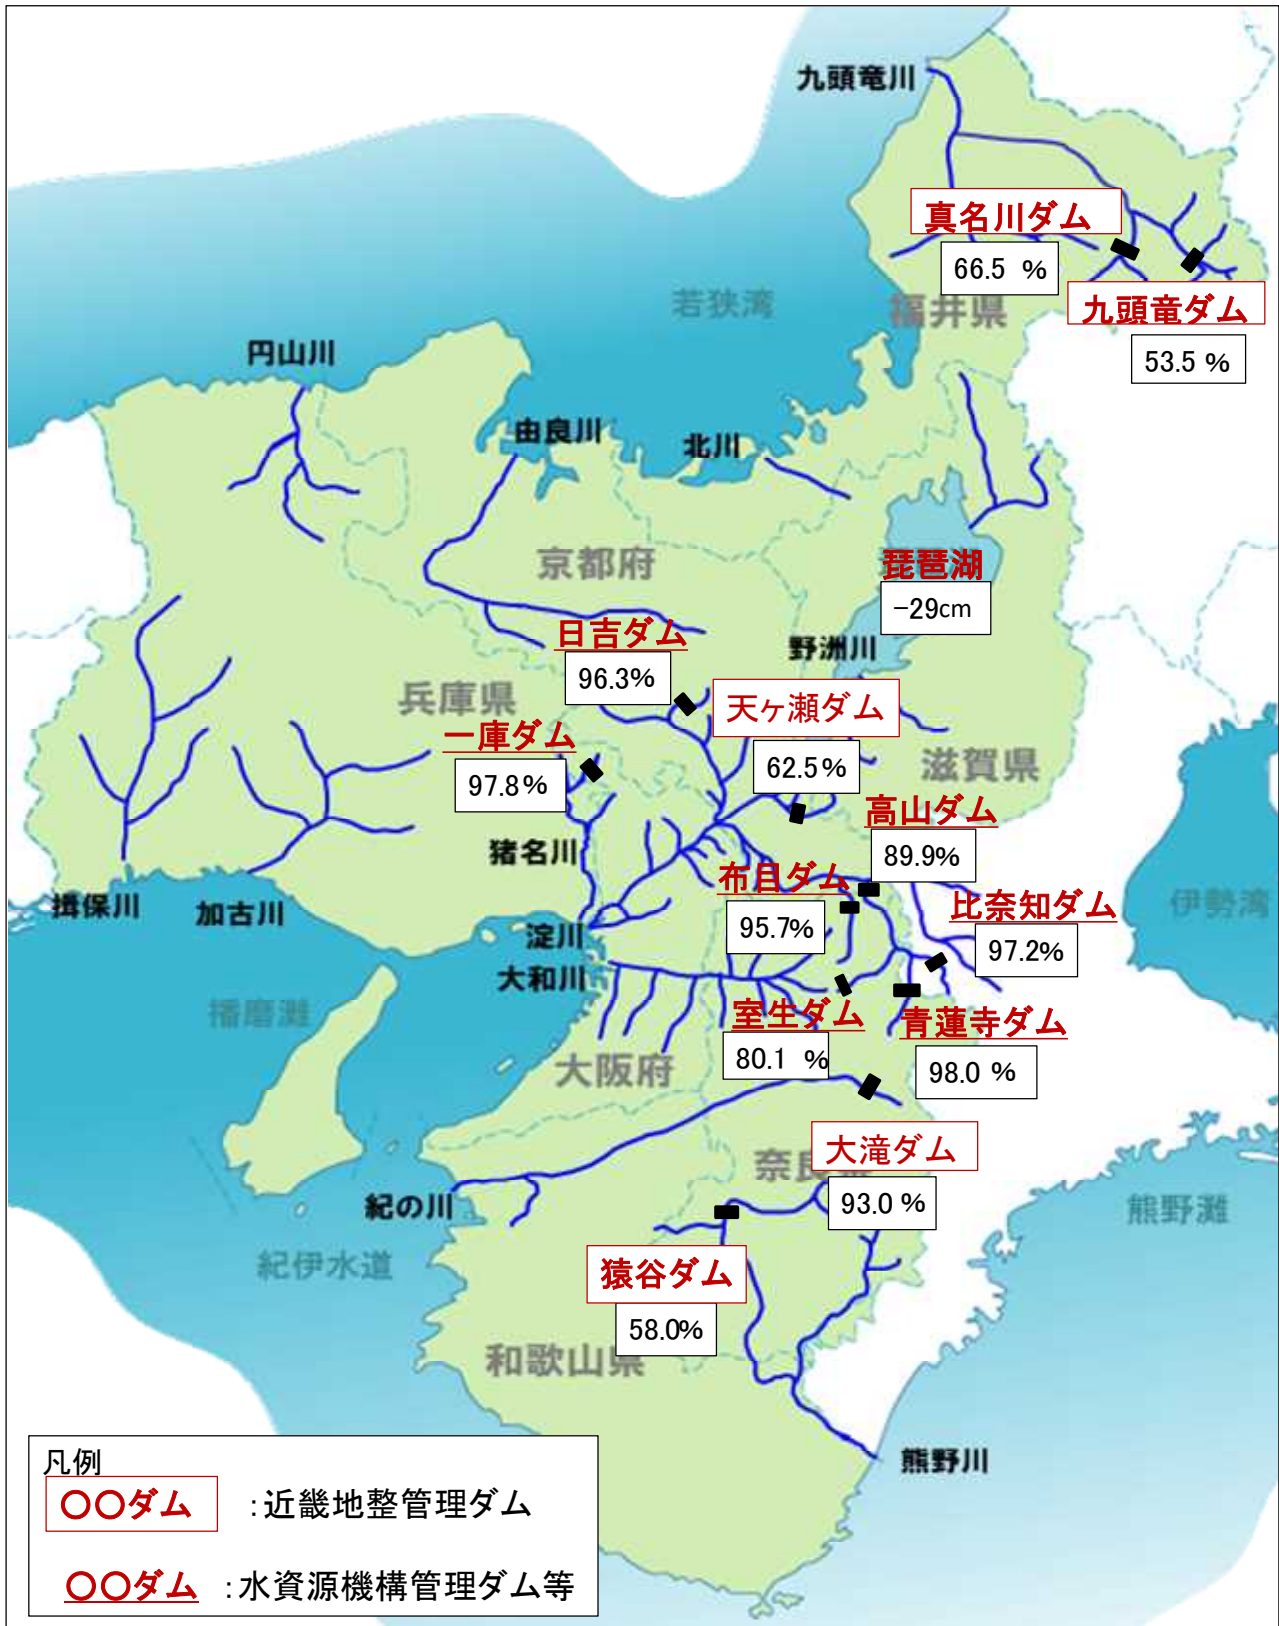 九頭竜川
真名川ダム
66.5 %
若狭湾
福井県
九頭竜ダム
53.5 %
円山川
由良川
北川
京都府
琵琶湖
-29cm
日吉ダム
96.3%
野洲川
兵庫県
天ヶ瀬ダム
62.5%
一庫ダム
97.8%
滋賀県
高山ダム
89.9%
猪名川
布目ダム
95.7%
比奈知ダム
97.2%
伊勢湾
揖保川
加古川
淀川
大和川
播磨灘
室生ダム
80.1 %
青蓮寺ダム
98.0 %
大阪府
大滝ダム
93.0 %
奈良県
紀の川
熊野灘
紀伊水道
猿谷ダム
58.0%
和歌山県
熊野川
凡例
〇〇ダム :近畿地整管理ダム
〇〇ダム :水資源機構管理ダム等